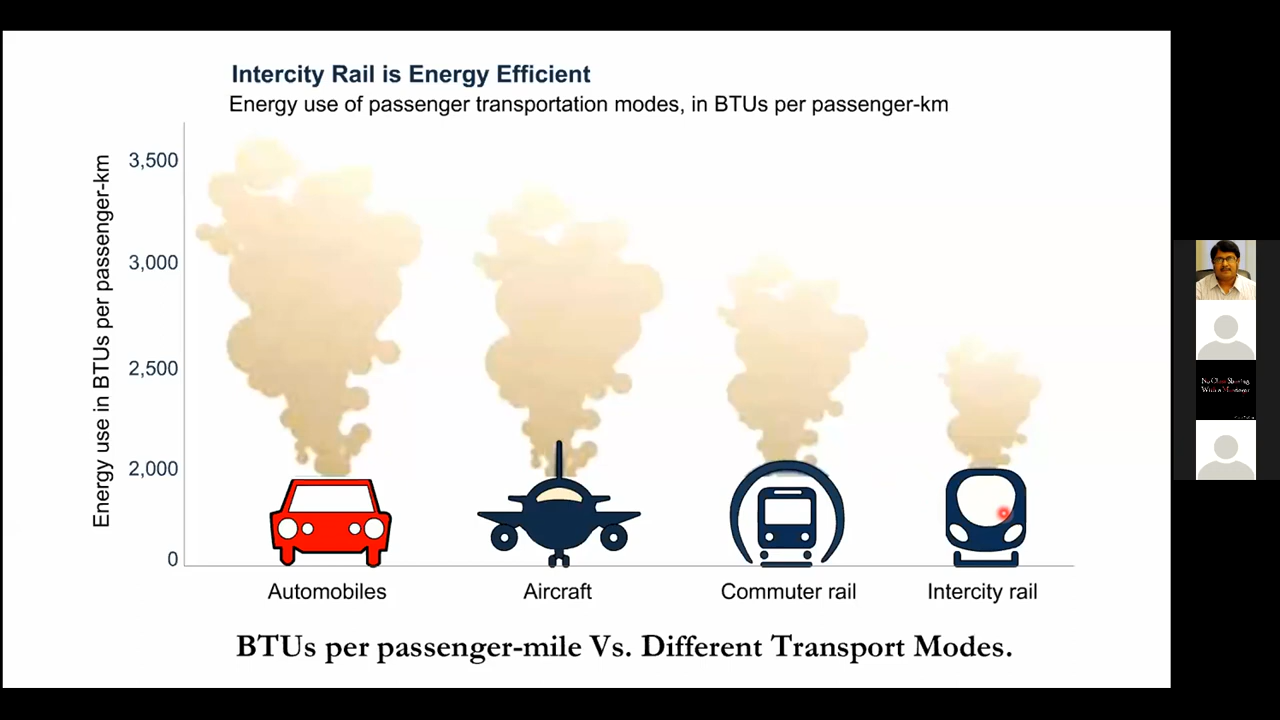 Intercity Rail is Energy Efficient
Energy use of passenger transportation modes, in BTUs per passenger-km
Energy use in BTUs per passenger-km
3,500
3,000
2,500
2,000
0
Automobiles
Aircraft
Commuter rail
Intercity rail
BTUs per passenger-mile Vs. Different Transport Modes.